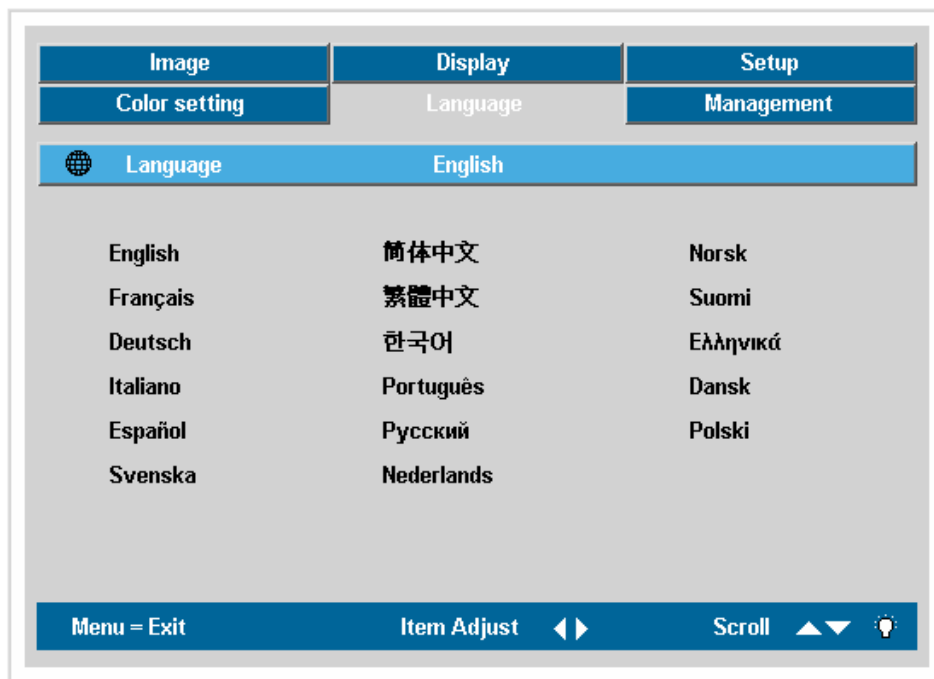 Image Display Setup
Color setting Language Management
Language English
English 简体中文 Norsk
Français 繁體中文 Suomi
Deutsch 한국어 Ελληνικά
Italiano Português Dansk
Español Русский Polski
Svenska Nederlands
Menu = Exit Item Adjust Scroll